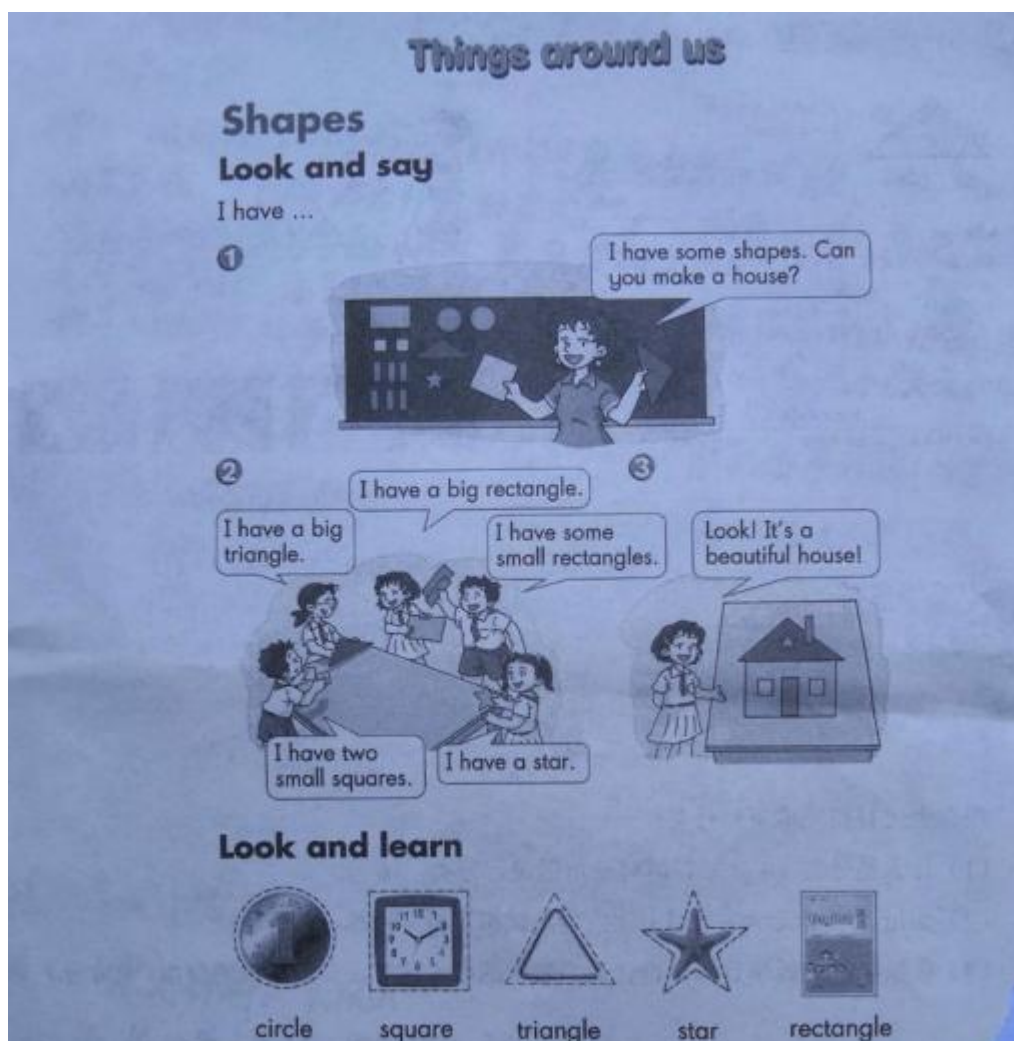 Things around us
Shapes
Look and say
I have ...
1
I have some shapes. Can
you make a house?
2
I have a big rectangle.
3
I have a big
triangle.
I have some
small rectangles.
Look! It's a
beautiful house!
I have two
small squares.
I have a star.
Look and learn
circle square triangle star rectangle